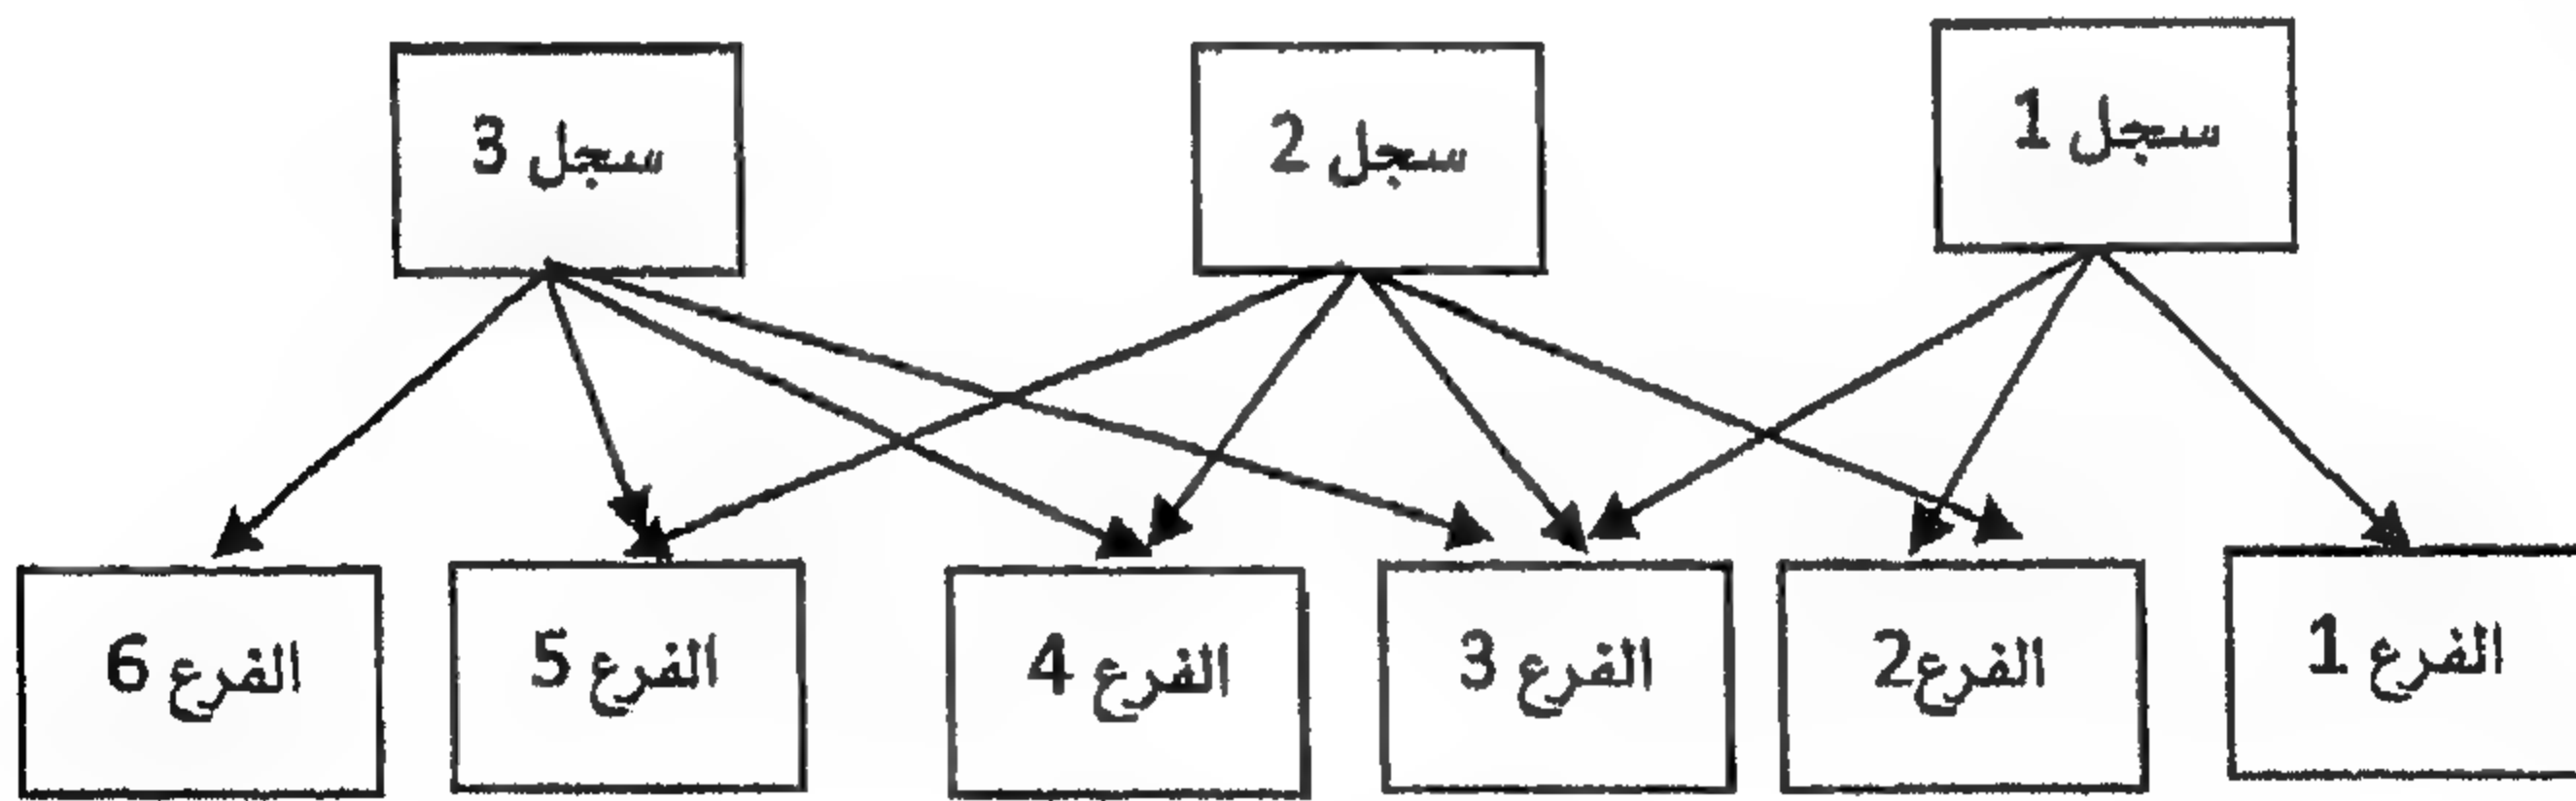 سجل 1
سجل 2
سجل 3
الفرع 1
الفرع2
الفرع 3
الفرع 4
الفرع 5
الفرع 6